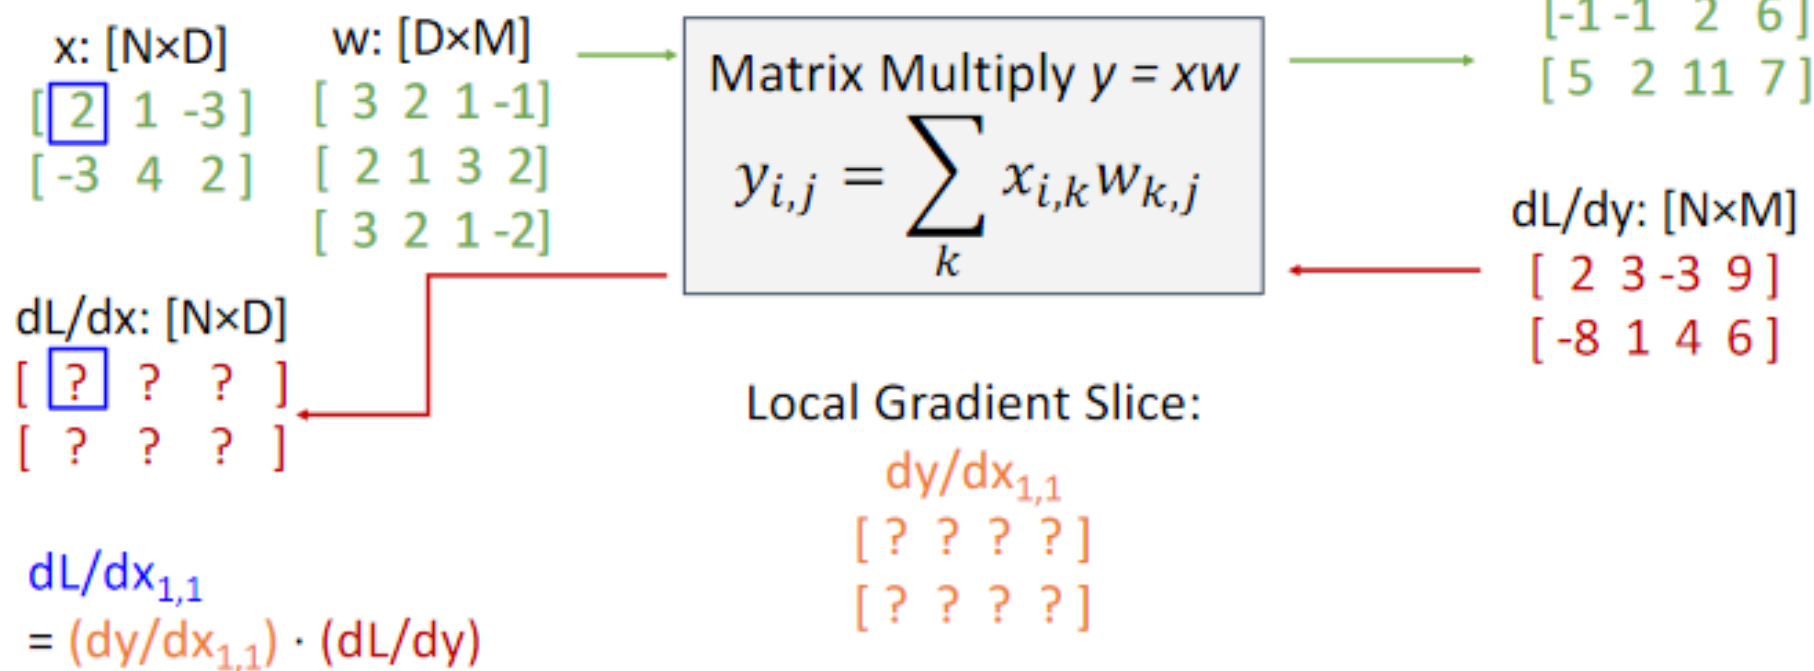 x: [N×D]
[ 2 1 -3 ]
[ -3 4 2 ]
w: [D×M]
[ 3 2 1 -1]
[ 2 1 3 2]
[ 3 2 1 -2]
Matrix Multiply y = xw
y_{i,j} = ∑_k x_{i,k} w_{k,j}
[-1 -1 2 6 ]
[ 5 2 11 7 ]
dL/dy: [N×M]
[ 2 3 -3 9 ]
[ -8 1 4 6 ]
dL/dx: [N×D]
[ ? ? ? ]
[ ? ? ? ]
Local Gradient Slice:
dy/dx_{1,1}
[ ? ? ? ? ]
[ ? ? ? ? ]
dL/dx_{1,1}
= (dy/dx_{1,1}) · (dL/dy)